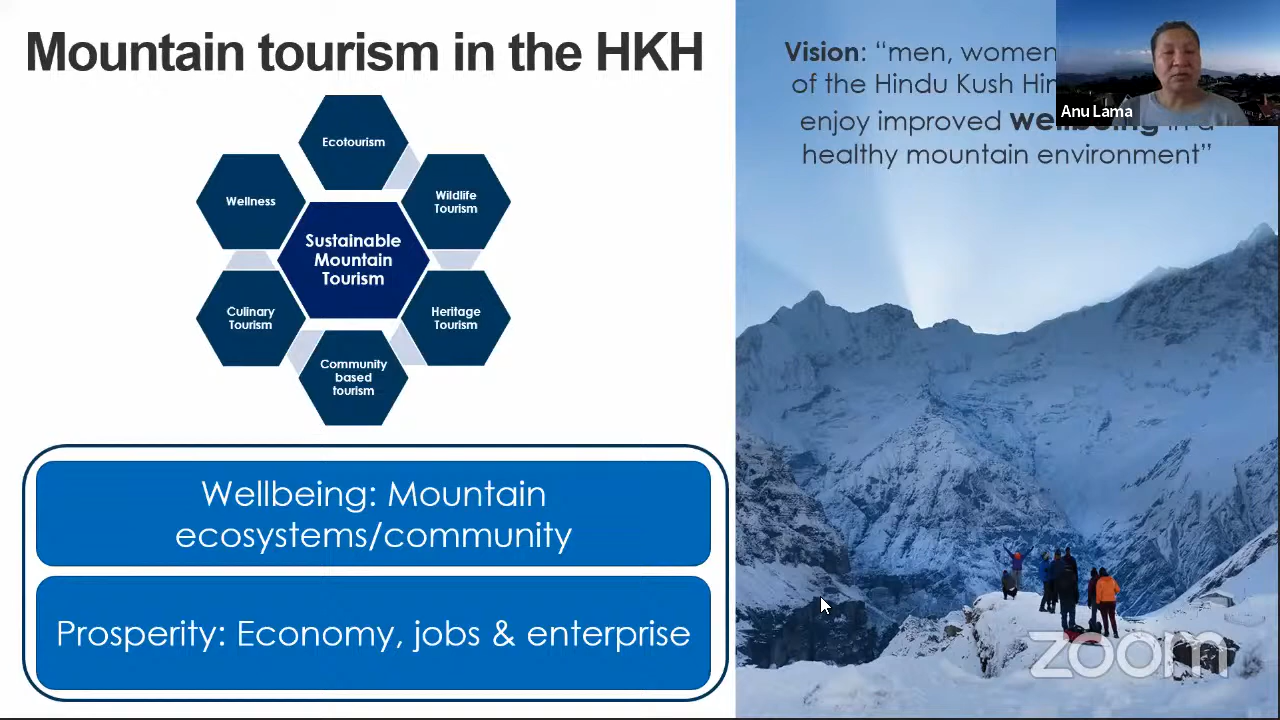 Mountain tourism in the HKH
Ecotourism
Wellness
Wildlife
Tourism
Sustainable
Mountain
Tourism
Culinary
Tourism
Heritage
Tourism
Community
based
tourism
Wellbeing: Mountain
ecosystems/community
Prosperity: Economy, jobs & enterprise
Vision: “men, women
of the Hindu Kush
enjoy improved wellbeing in a
healthy mountain environment”
Anu Lama
zoom